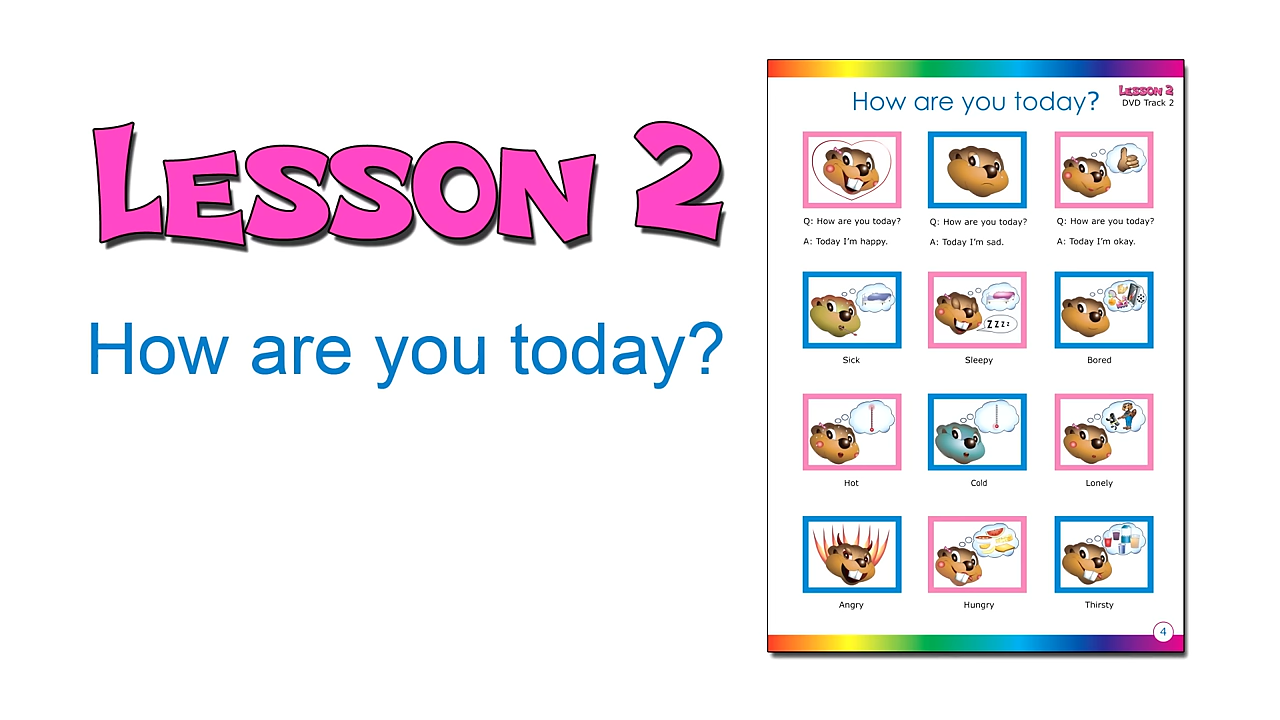 LESSON 2
How are you today?
How are you today?
LESSON 2
DVD Track 2
Q: How are you today?
A: Today I'm happy.
Q: How are you today?
A: Today I'm sad.
Q: How are you today?
A: Today I'm okay.
Z Z Z Z
Sick
Sleepy
Bored
Hot
Cold
Lonely
Angry
Hungry
Thirsty
4